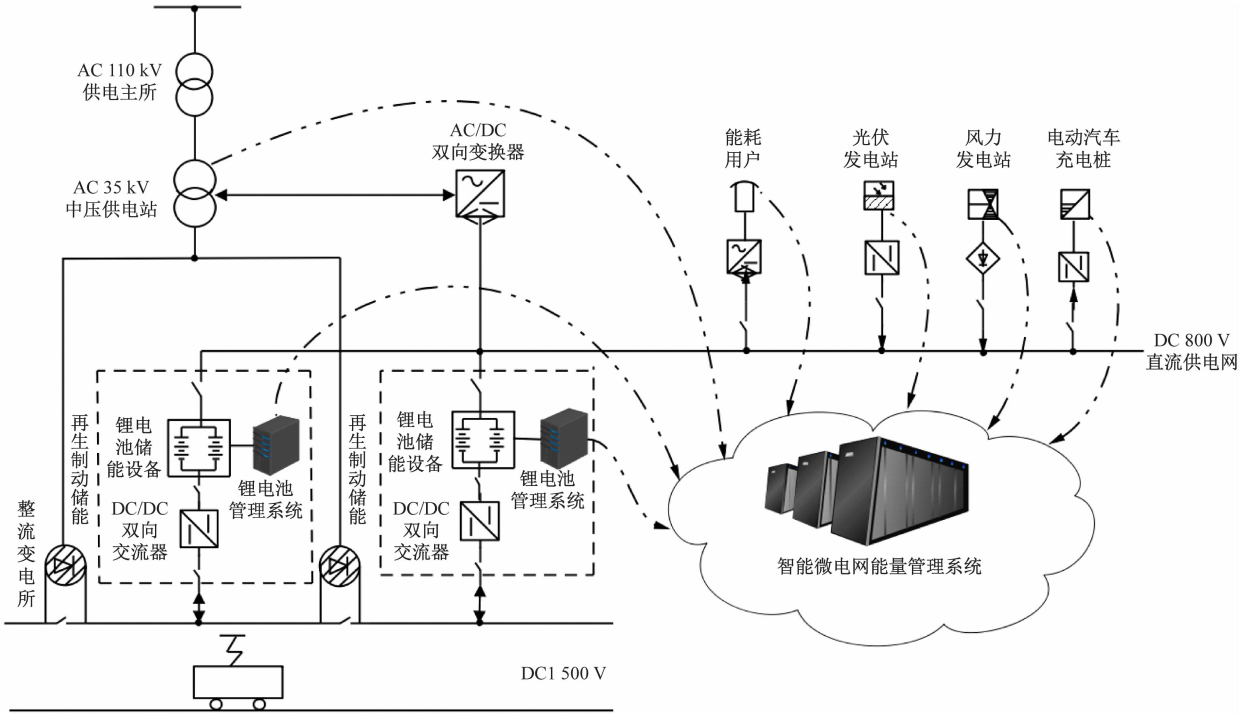 AC 110 kV
供电主所
AC/DC
双向变换器
能耗
用户
光伏
发电站
风力
发电站
电动汽车
充电桩
AC 35 kV
中压供电站
DC 800 V
直流供电网
再生制动储能
锂电
池储
能设备
锂电池
管理系统
DC/DC
双向
交流器
再生制动储能
锂电
池储
能设备
锂电池
管理系统
DC/DC
双向
交流器
整流变电所
智能微电网能量管理系统
DC1 500 V